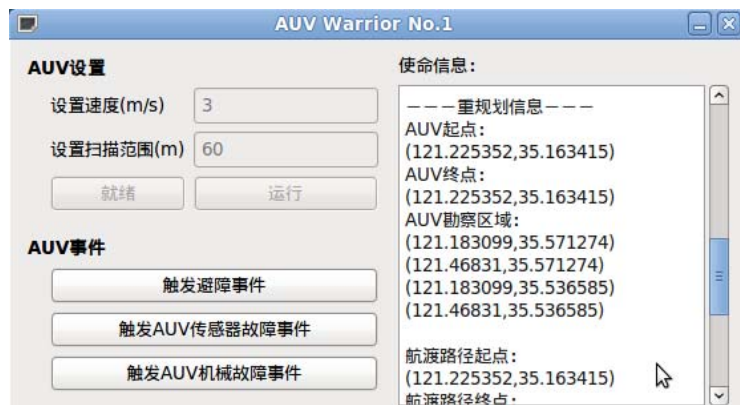 AUV Warrior No.1
AUV设置
设置速度(m/s) 3
设置扫描范围(m) 60
就绪 运行
AUV事件
触发避障事件
触发AUV传感器故障事件
触发AUV机械故障事件
使命信息:
———重规划信息———
AUV起点:
(121.225352,35.163415)
AUV终点:
(121.225352,35.163415)
AUV勘察区域:
(121.183099,35.571274)
(121.46831,35.571274)
(121.183099,35.536585)
(121.46831,35.536585)
航渡路径起点:
(121.225352,35.163415)
航渡路径终点: